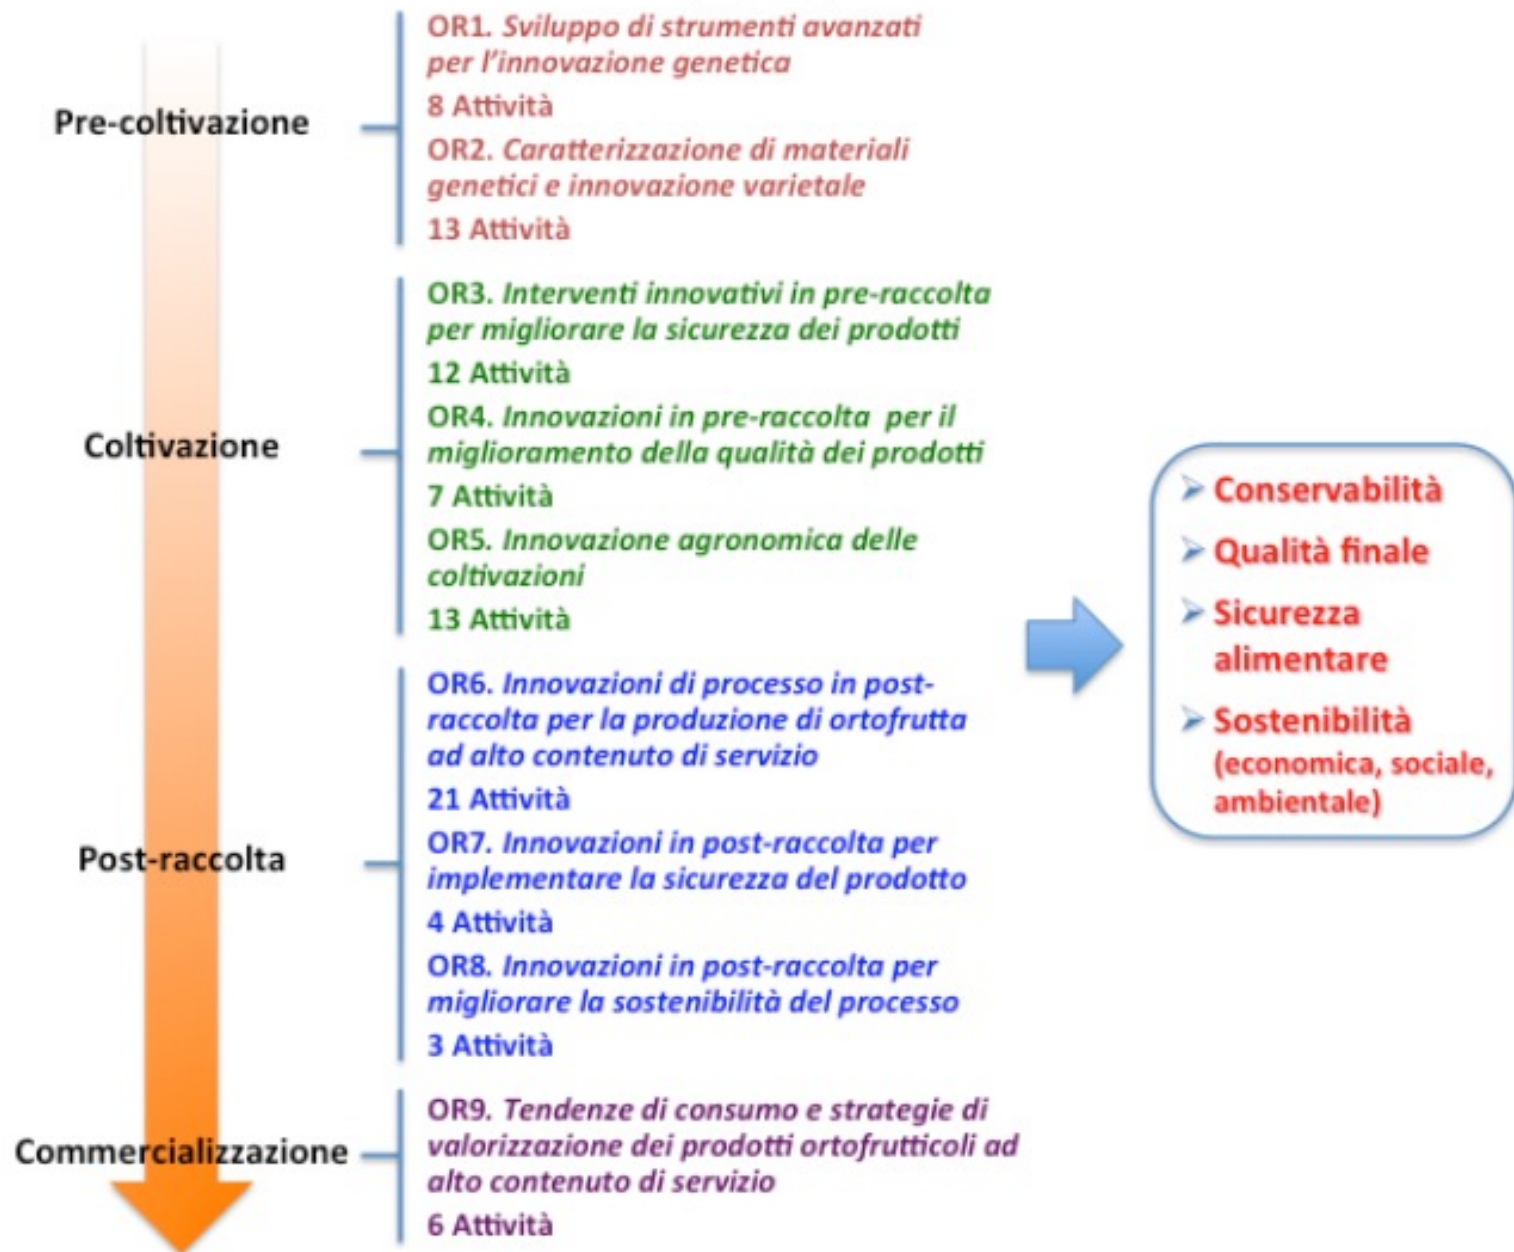 Pre-coltivazione
OR1. Sviluppo di strumenti avanzati
per l'innovazione genetica
8 Attività
OR2. Caratterizzazione di materiali
genetici e innovazione varietale
13 Attività
Coltivazione
OR3. Interventi innovativi in pre-raccolta
per migliorare la sicurezza dei prodotti
12 Attività
OR4. Innovazioni in pre-raccolta  per il
miglioramento della qualità dei prodotti
7 Attività
OR5. Innovazione agronomica delle
coltivazioni
13 Attività
Post-raccolta
OR6. Innovazioni di processo in post-
raccolta per la produzione di ortofrutta
ad alto contenuto di servizio
21 Attività
OR7. Innovazioni in post-raccolta per
implementare la sicurezza del prodotto
4 Attività
OR8. Innovazioni in post-raccolta per
migliorare la sostenibilità del processo
3 Attività
Commercializzazione
OR9. Tendenze di consumo e strategie di
valorizzazione dei prodotti ortofrutticoli ad
alto contenuto di servizio
6 Attività
Conservabilità
Qualità finale
Sicurezza
alimentare
Sostenibilità
(economica, sociale,
ambientale)